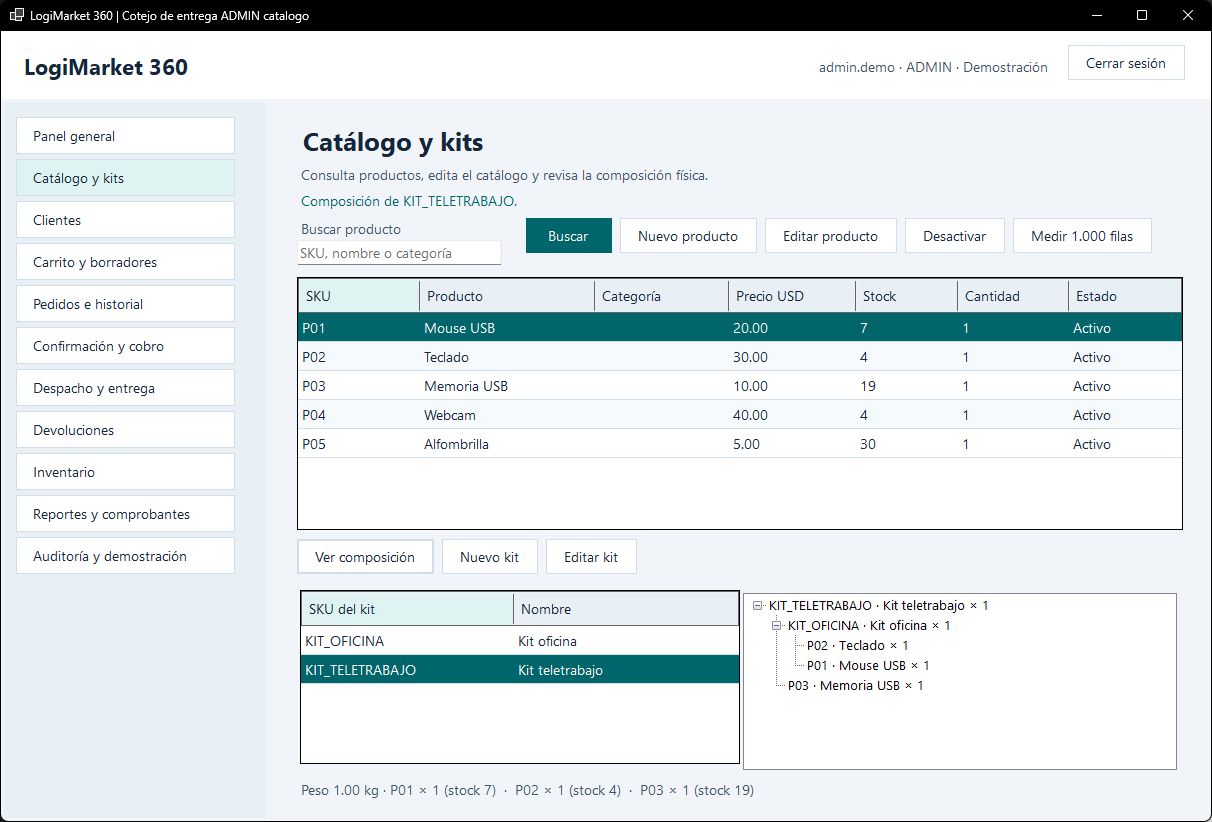 LogiMarket 360 | Cotejo de entrega ADMIN catalogo
LogiMarket 360
admin.demo · ADMIN · Demostración
Cerrar sesión
Panel general
Catálogo y kits
Clientes
Carrito y borradores
Pedidos e historial
Confirmación y cobro
Despacho y entrega
Devoluciones
Inventario
Reportes y comprobantes
Auditoría y demostración
Catálogo y kits
Consulta productos, edita el catálogo y revisa la composición física.
Composición de KIT_TELETRABAJO.
Buscar producto
SKU, nombre o categoría
Buscar
Nuevo producto
Editar producto
Desactivar
Medir 1.000 filas
SKU Producto Categoría Precio USD Stock Cantidad Estado
P01 Mouse USB 20.00 7 1 Activo
P02 Teclado 30.00 4 1 Activo
P03 Memoria USB 10.00 19 1 Activo
P04 Webcam 40.00 4 1 Activo
P05 Alfombrilla 5.00 30 1 Activo
Ver composición
Nuevo kit
Editar kit
SKU del kit Nombre
KIT_OFICINA Kit oficina
KIT_TELETRABAJO Kit teletrabajo
KIT_TELETRABAJO · Kit teletrabajo × 1
KIT_OFICINA · Kit oficina × 1
P02 · Teclado × 1
P01 · Mouse USB × 1
P03 · Memoria USB × 1
Peso 1.00 kg · P01 × 1 (stock 7) · P02 × 1 (stock 4) · P03 × 1 (stock 19)